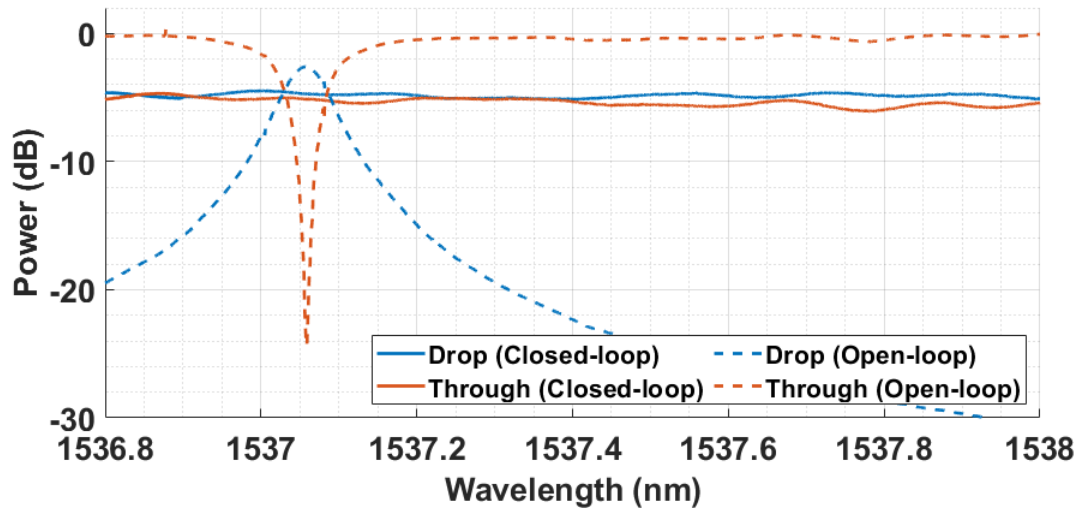 Power (dB)
0
-10
-20
-30
Drop (Closed-loop) Drop (Open-loop)
Through (Closed-loop) Through (Open-loop)
1536.8 1537 1537.2 1537.4 1537.6 1537.8 1538
Wavelength (nm)